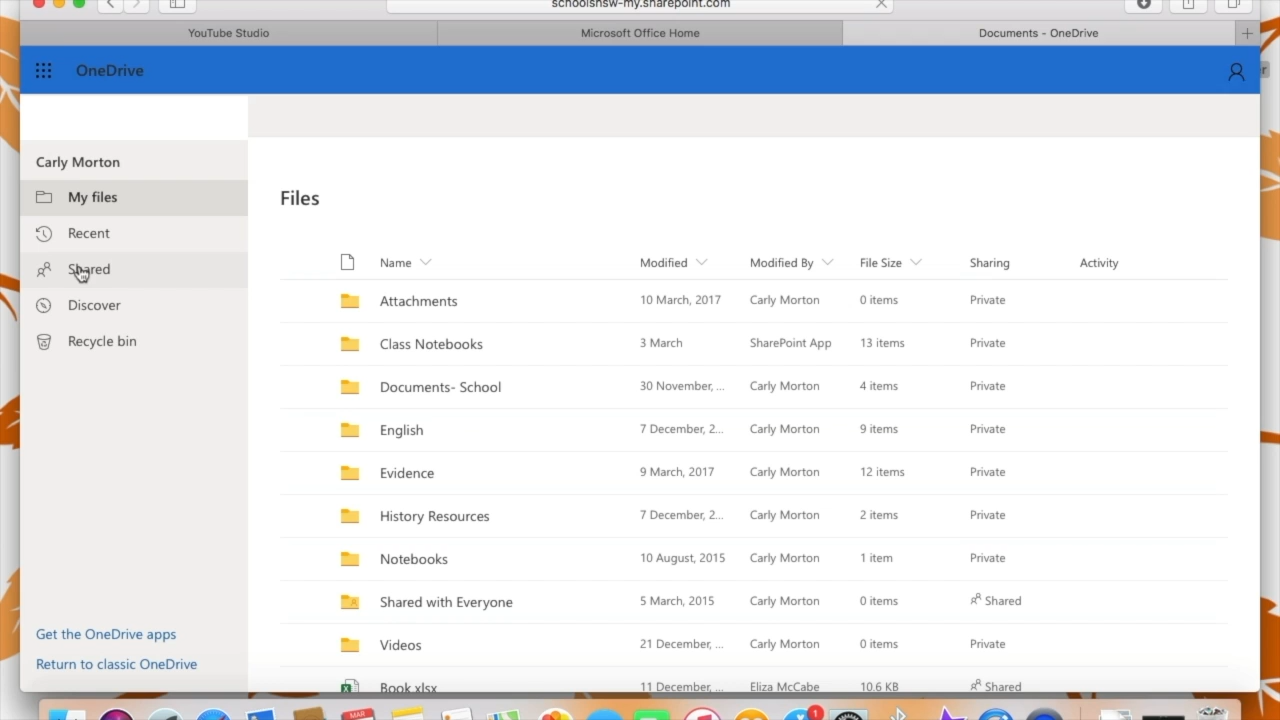 schoolsnsw-my.sharepoint.com
YouTube Studio
Microsoft Office Home
Documents - OneDrive
OneDrive
Carly Morton
My files
Recent
Shared
Discover
Recycle bin
Get the OneDrive apps
Return to classic OneDrive
Files
Name Modified Modified By File Size Sharing Activity
Attachments 10 March, 2017 Carly Morton 0 items Private
Class Notebooks 3 March SharePoint App 13 items Private
Documents- School 30 November, ... Carly Morton 4 items Private
English 7 December, 2... Carly Morton 9 items Private
Evidence 9 March, 2017 Carly Morton 12 items Private
History Resources 7 December, 2... Carly Morton 2 items Private
Notebooks 10 August, 2015 Carly Morton 1 item Private
Shared with Everyone 5 March, 2015 Carly Morton 0 items Shared
Videos 21 December, ... Carly Morton 0 items Private
Book.xlsx 11 December, ... Eliza McCabe 10.6 KB Shared
MAR
1